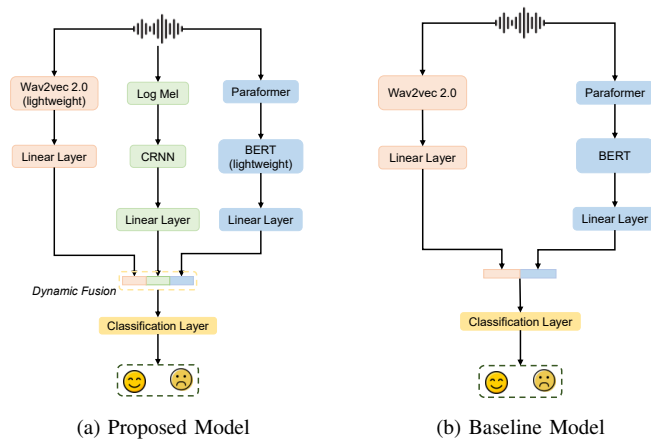 Wav2vec 2.0
(lightweight)
Log Mel
Paraformer
Linear Layer
CRNN
BERT
(lightweight)
Linear Layer
Linear Layer
Dynamic Fusion
Classification Layer
(a) Proposed Model
Wav2vec 2.0
Paraformer
Linear Layer
BERT
Linear Layer
Classification Layer
(b) Baseline Model